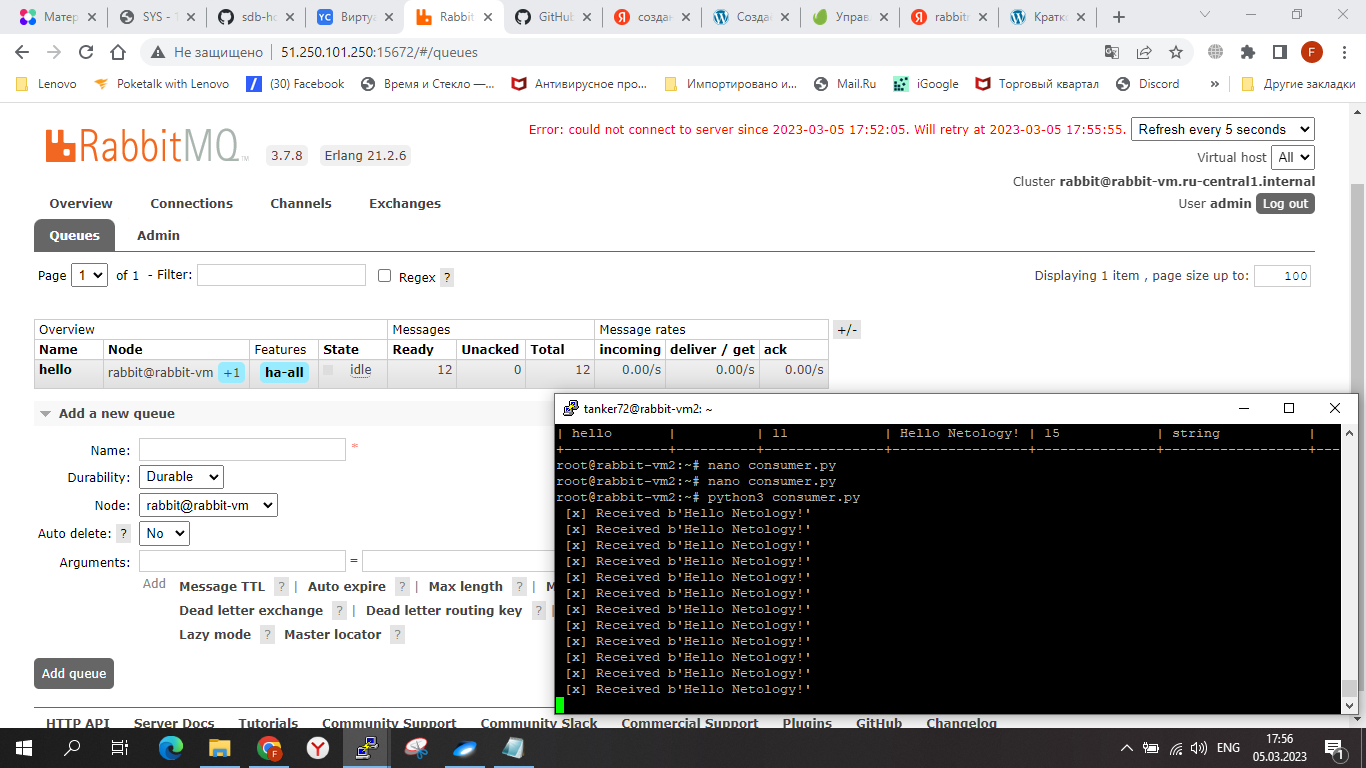 Матер
SYS - 1
sdb-ho
YC Виртуа
Rabbit
GitHub
Я создан
Создас
Управ.
Я rabbitr
Кратко
Не защищено 51.250.101.250:15672/#/queues
F
Lenovo
Poketalk with Lenovo
(30) Facebook
Время и Стекло —...
Антивирусное про...
Импортировано и...
Mail.Ru
iGoogle
Торговый квартал
Discord
»
Другие закладки
RabbitMQ TM 3.7.8 Erlang 21.2.6
Error: could not connect to server since 2023-03-05 17:52:05. Will retry at 2023-03-05 17:55:55. Refresh every 5 seconds
Virtual host All
Cluster rabbit@rabbit-vm.ru-central1.internal
User admin Log out
Overview Connections Channels Exchanges
Queues Admin
Page 1 of 1 - Filter: Regex ?
Displaying 1 item , page size up to: 100
Overview Messages Message rates +/-
Name Node Features State Ready Unacked Total incoming deliver / get ack
hello rabbit@rabbit-vm +1 ha-all idle 12 0 12 0.00/s 0.00/s 0.00/s
Add a new queue
Name: *
Durability: Durable
Node: rabbit@rabbit-vm
Auto delete: ? No
Arguments: =
Add Message TTL ? | Auto expire ? | Max length ? | M
Dead letter exchange ? | Dead letter routing key ? |
Lazy mode ? Master locator ?
Add queue
HTTP API Server Docs Tutorials Community Support Community Slack Commercial Support Plugins GitHub Changelog
tanker72@rabbit-vm2: ~
| hello | | 11 | Hello Netology! | 15 | string |
+--------------+----------+---------------+-----------------+---------------+------------------+---
root@rabbit-vm2:~# nano consumer.py
root@rabbit-vm2:~# nano consumer.py
root@rabbit-vm2:~# python3 consumer.py
[x] Received b'Hello Netology!'
[x] Received b'Hello Netology!'
[x] Received b'Hello Netology!'
[x] Received b'Hello Netology!'
[x] Received b'Hello Netology!'
[x] Received b'Hello Netology!'
[x] Received b'Hello Netology!'
[x] Received b'Hello Netology!'
[x] Received b'Hello Netology!'
[x] Received b'Hello Netology!'
[x] Received b'Hello Netology!'
[x] Received b'Hello Netology!'
ENG
17:56
05.03.2023
1